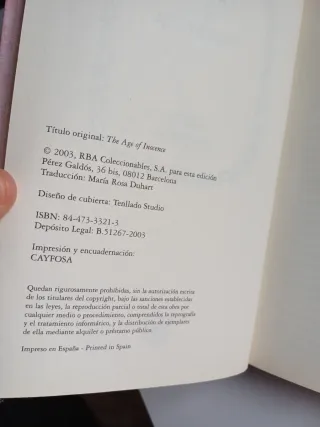 Título original: The Age of Inocence
© 2003, RBA Coleccionables, S.A. para esta edición
Pérez Galdós, 36 bis, 08012 Barcelona
Traducción: María Rosa Duhart
Diseño de cubierta: Tenllado Studio
ISBN: 84-473-3321-3
Depósito Legal: B.51267-2003
Impresión y encuadernación:
CAYFOSA
Quedan rigurosamente prohibidas, sin la autorización escrita
de los titulares del copyright, bajo las sanciones establecidas
en las leyes, la reproducción parcial o total de esta obra por
cualquier medio o procedimiento, comprendidos la reprografía
y el tratamiento informático, y la distribución de ejemplares
de ella mediante alquiler o préstamo público.
Impreso en España - Printed in Spain